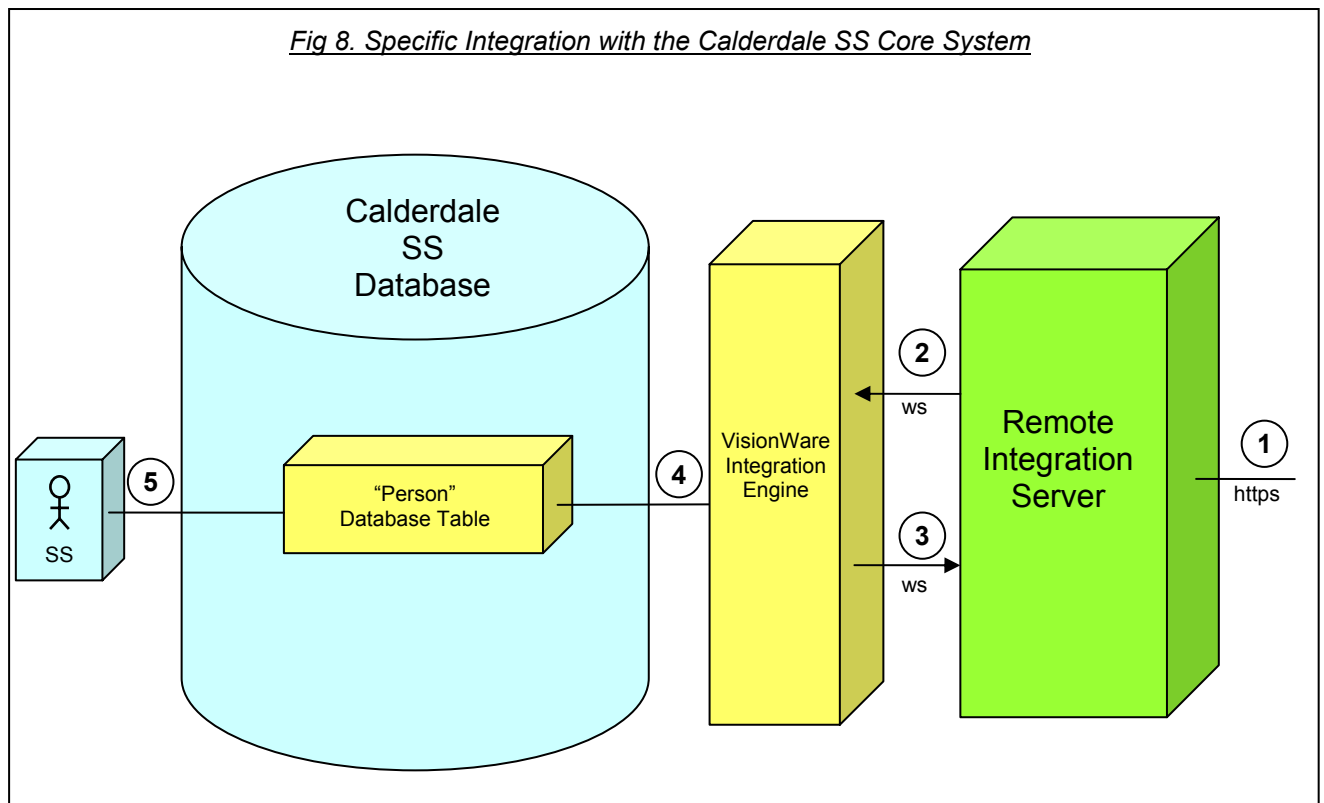 Fig 8. Specific Integration with the Calderdale SS Core System
Calderdale
SS
Database
2
ws
VisionWare
Integration
Engine
Remote
Integration
Server
1
https
5
SS
“Person”
Database Table
4
3
ws